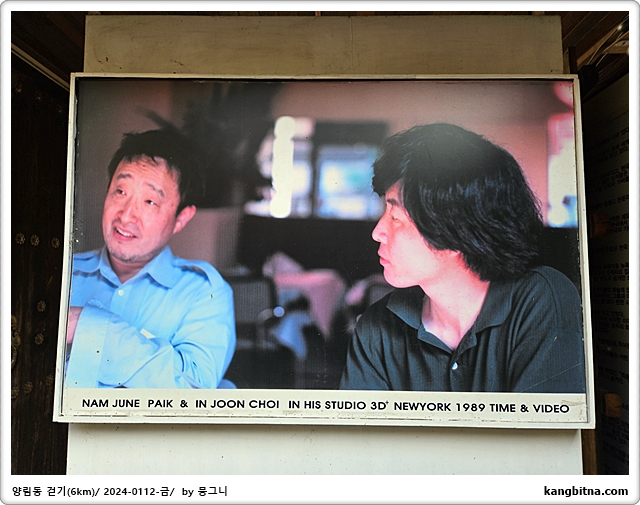 NAM JUNE PAIK & IN JOON CHOI IN HIS STUDIO 3D+ NEWYORK 1989 TIME & VIDEO
양림동 걷기(6km)/ 2024-0112-금/ by 뭉그니
kangbitna.com